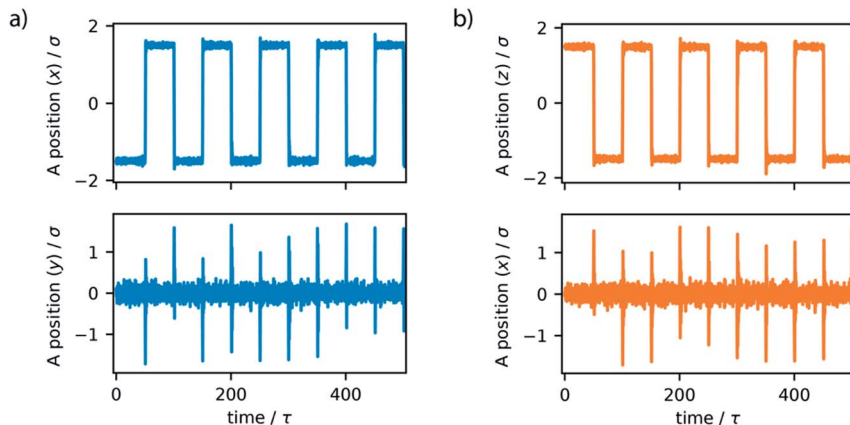 a)
A position (x) / σ
2
0
−2
A position (y) / σ
1
0
−1
0
200
400
time / τ
b)
A position (z) / σ
2
0
−2
A position (x) / σ
1
0
−1
0
200
400
time / τ